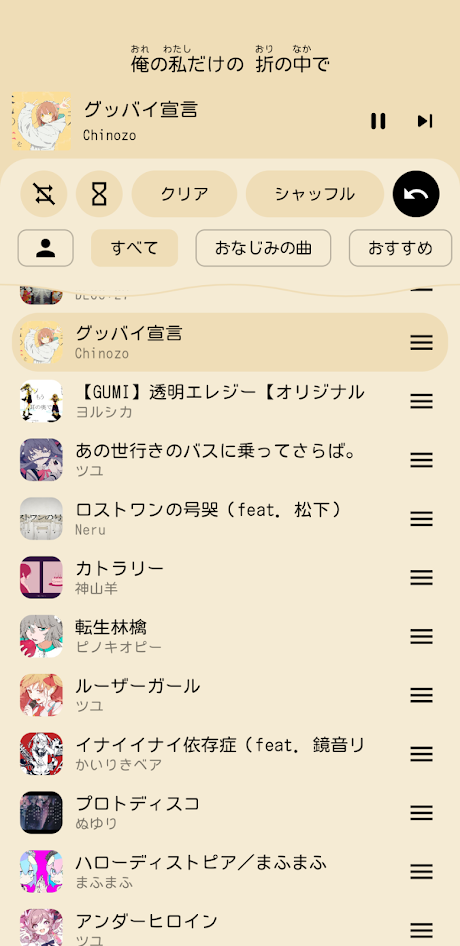 おれ わたし おり なか
俺の私だけの 折の中で
グッバイ宣言
Chinozo
クリア
シャッフル
すべて
おなじみの曲
おすすめ
DECO*27
グッバイ宣言
Chinozo
【GUMI】透明エレジー【オリジナル
ヨルシカ
あの世行きのバスに乗ってさらば。
ツユ
ロストワンの号哭（feat. 松下）
Neru
カトラリー
神山羊
転生林檎
ピノキオピー
ルーザーガール
ツユ
イナイイナイ依存症（feat. 鏡音リ
かいりきベア
プロトディスコ
ぬゆり
ハローディストピア／まふまふ
まふまふ
アンダーヒロイン
ツユ